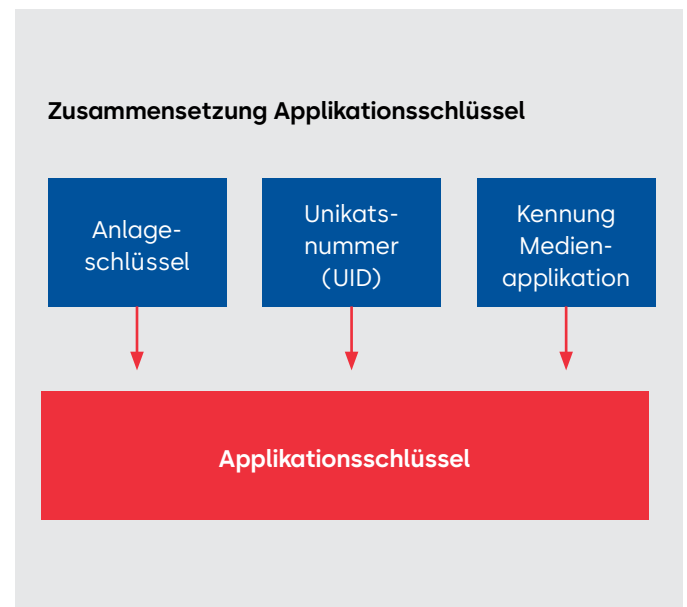 Zusammensetzung Applikationsschlüssel
Anlage-
schlüssel
Unikats-
nummer
(UID)
Kennung
Medien-
applikation
Applikationsschlüssel